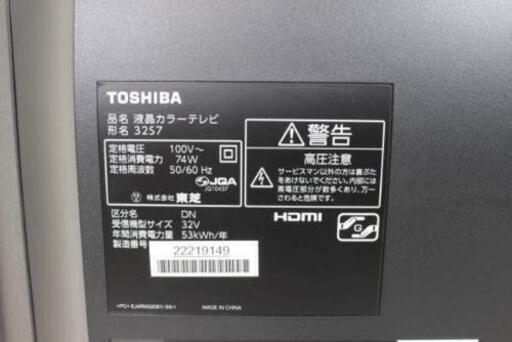 TOSHIBA
品名 液晶カラーテレビ
形名 32S7
定格電圧 100V~
定格消費電力 74W
定格周波数 50/60 Hz
JQA
株式会社 東芝
区分名 DN
受信機型サイズ 32V
年間消費電力量 53kWh/年
製造番号
22219149
MADE IN CHINA
警告
高圧注意
サービスマン以外の方は裏ぶた
をあけないでください。内部には
高電圧部分が数多くあり、万一
さわると危険です。
HDMI
G